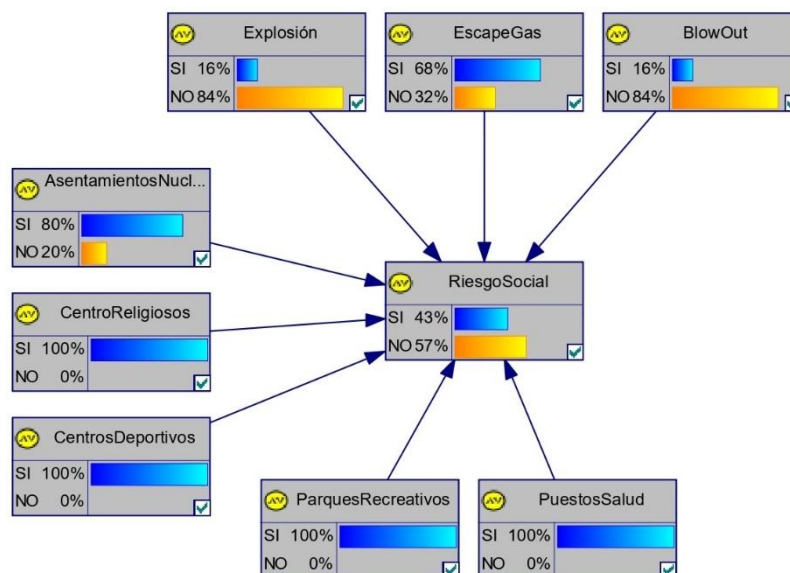 Explosión
SI 16%
NO 84%
EscapeGas
SI 68%
NO 32%
BlowOut
SI 16%
NO 84%
AsentamientosNucl...
SI 80%
NO 20%
CentroReligiosos
SI 100%
NO 0%
CentrosDeportivos
SI 100%
NO 0%
RiesgoSocial
SI 43%
NO 57%
ParquesRecreativos
SI 100%
NO 0%
PuestosSalud
SI 100%
NO 0%